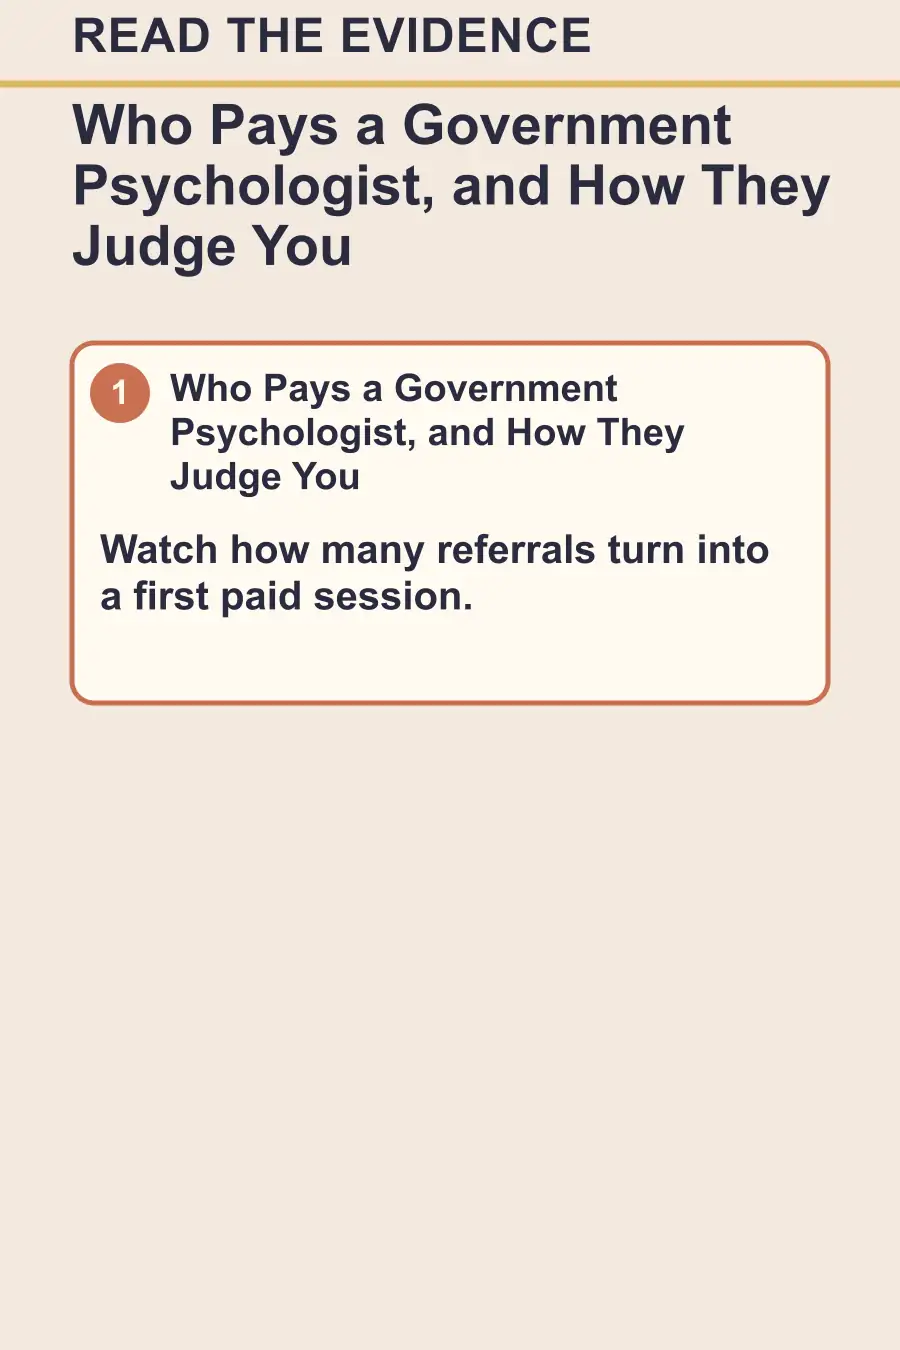 READ THE EVIDENCE
Who Pays a Government
Psychologist, and How They
Judge You
1
Who Pays a Government
Psychologist, and How They
Judge You
Watch how many referrals turn into
a first paid session.